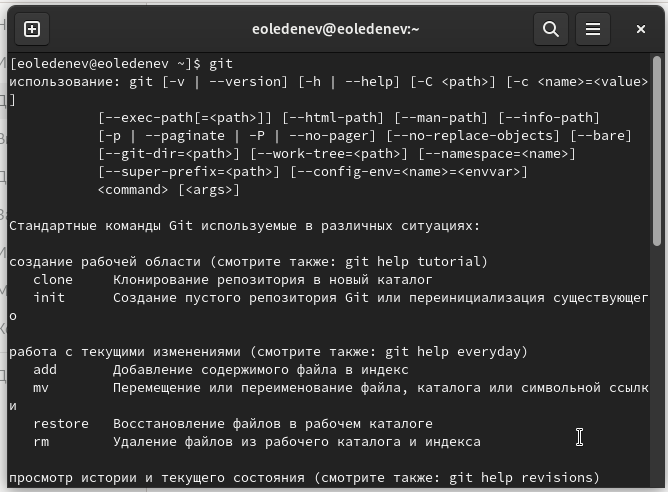 eoledenev@eoledenev:~
[eoledenev@eoledenev ~]$ git
использование: git [-v | --version] [-h | --help] [-C <path>] [-c <name>=<value>
]
[--exec-path[=<path>]] [--html-path] [--man-path] [--info-path]
[-p | --paginate | -P | --no-pager] [--no-replace-objects] [--bare]
[--git-dir=<path>] [--work-tree=<path>] [--namespace=<name>]
[--super-prefix=<path>] [--config-env=<name>=<envvar>]
<command> [<args>]
Стандартные команды Git используемые в различных ситуациях:
создание рабочей области (смотрите также: git help tutorial)
clone Клонирование репозитория в новый каталог
init Создание пустого репозитория Git или переинициализация существующег
о
работа с текущими изменениями (смотрите также: git help everyday)
add Добавление содержимого файла в индекс
mv Перемещение или переименование файла, каталога или символьной ссылк
и
restore Восстановление файлов в рабочем каталоге
rm Удаление файлов из рабочего каталога и индекса
просмотр истории и текущего состояния (смотрите также: git help revisions)